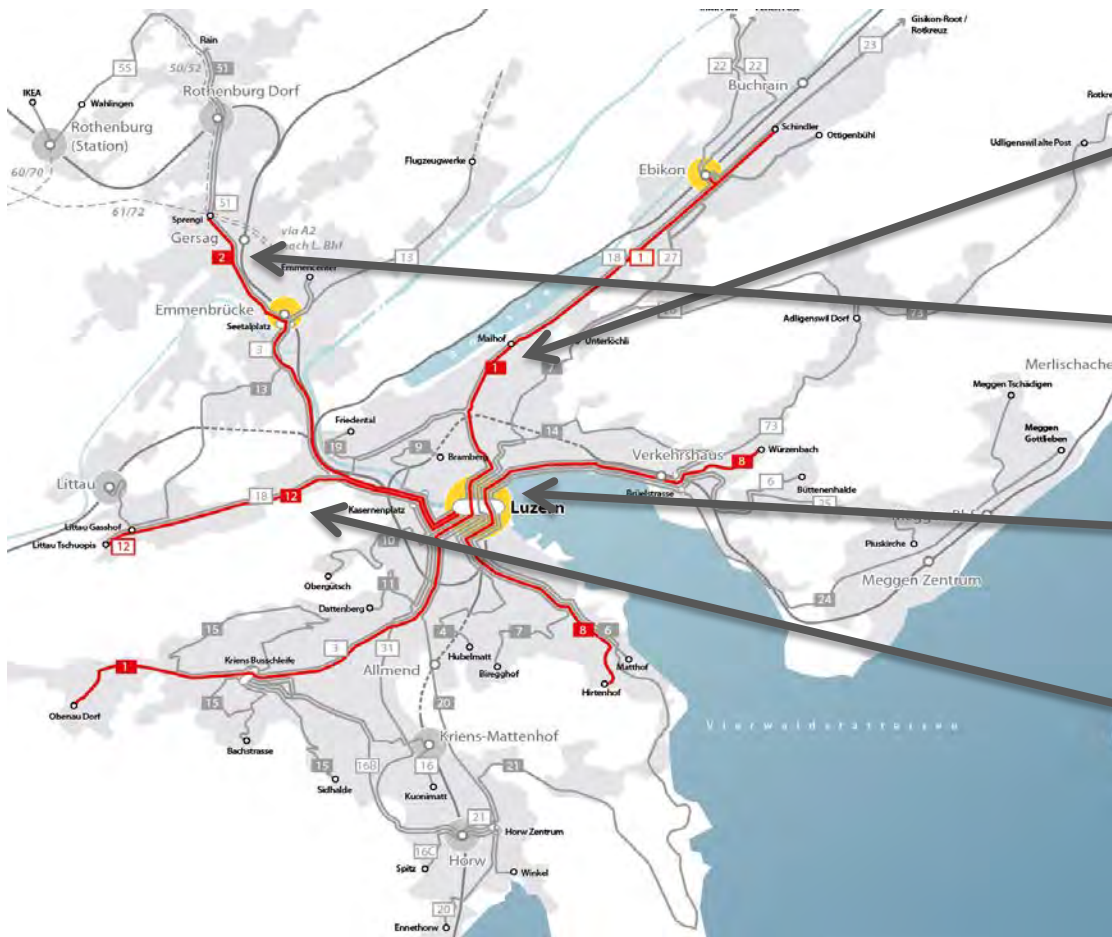 Gisikon-Root /
Rotkreuz
Rain
23
55
50/52
51
22
22
IKEA
Wahlingen
Rothenburg Dorf
Buchrain
Schindler
Ottigenbühl
Rothenburg
(Station)
Flugzeugwerke
Ebikon
Udligenswil alte Post
60/70
61/72
51
Sprengi
Gersag
via A2
nach L. Bhf
2
13
18
1
27
Emmencenter
Emmenbrücke
Seetalplatz
Adligenswil Dorf
73
3
Maihof
Unterlöchli
7
1
13
Merlischache
Meggen Tschädigen
Friedental
19
9
14
Bramberg
73
Meggen
Gottlieben
Verkehrshaus
Würzenbach
8
Littau
18
12
6
Büttenenhalde
Brüelstrasse
25
Kasernenplatz
Luzern
Littau Gasshof
Littau Tschuopis
12
10
Piuskirche
Meggen Zentrum
Obergütsch
11
Dattenberg
24
15
3
31
4
7
8
6
Kriens Busschleife
Hubelmatt
Allmend
Biregghof
Matthof
1
Hirtenhof
15
20
Obenau Dorf
Bachstrasse
Kriens-Mattenhof
15
16B
16
21
Sidhalde
Kuonimatt
21
Horw Zentrum
16C
Horw
Spitz
Winkel
20
Ennethorw